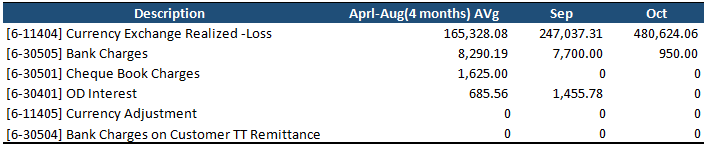 Description Aprl-Aug(4 months) AVg Sep Oct
[6-11404] Currency Exchange Realized -Loss 165,328.08 247,037.31 480,624.06
[6-30505] Bank Charges 8,290.19 7,700.00 950.00
[6-30501] Cheque Book Charges 1,625.00 0 0
[6-30401] OD Interest 685.56 1,455.78 0
[6-11405] Currency Adjustment 0 0 0
[6-30504] Bank Charges on Customer TT Remittance 0 0 0